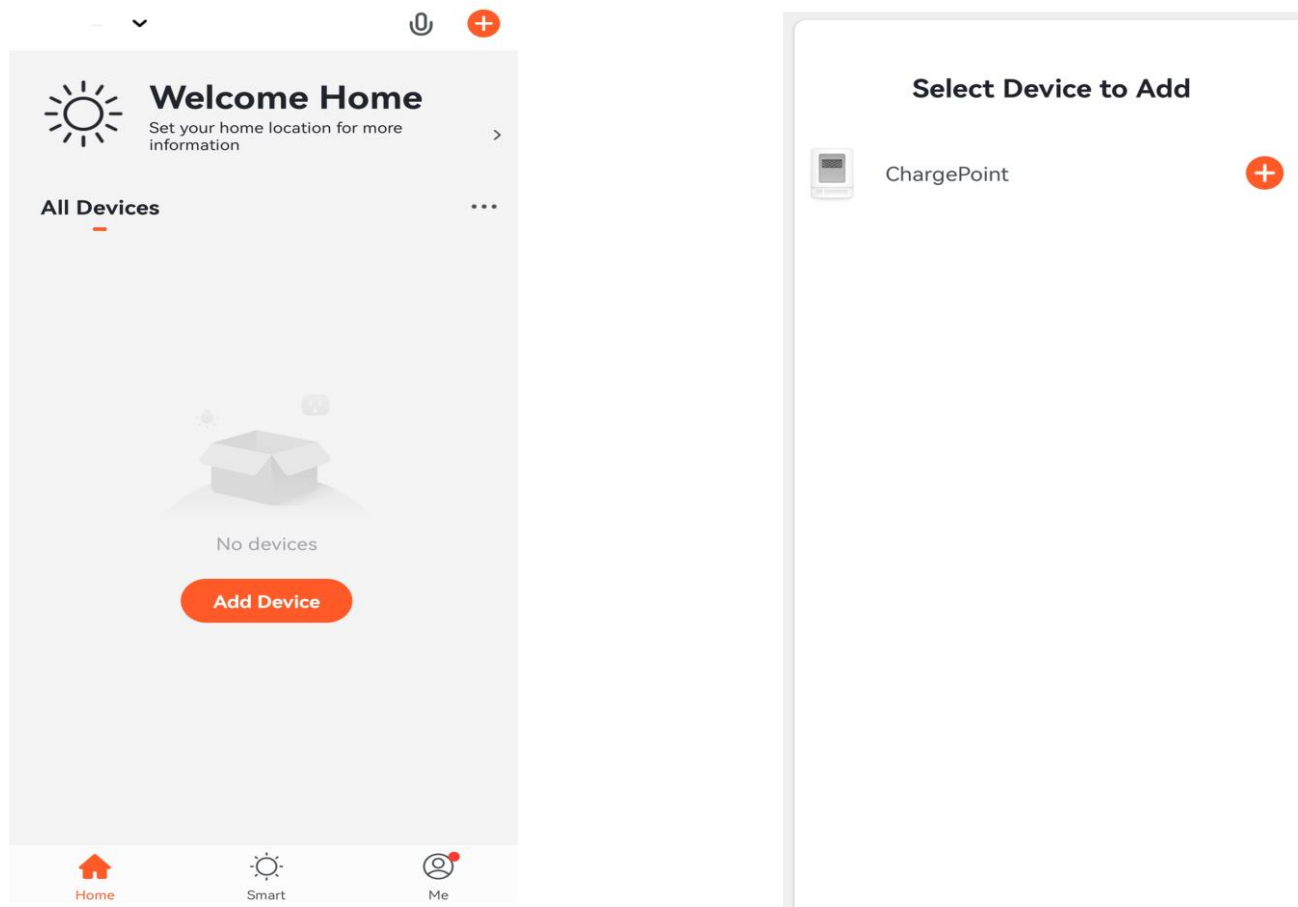 Welcome Home
Set your home location for more
information
All Devices
No devices
Add Device
Home
Smart
Me
Select Device to Add
ChargePoint